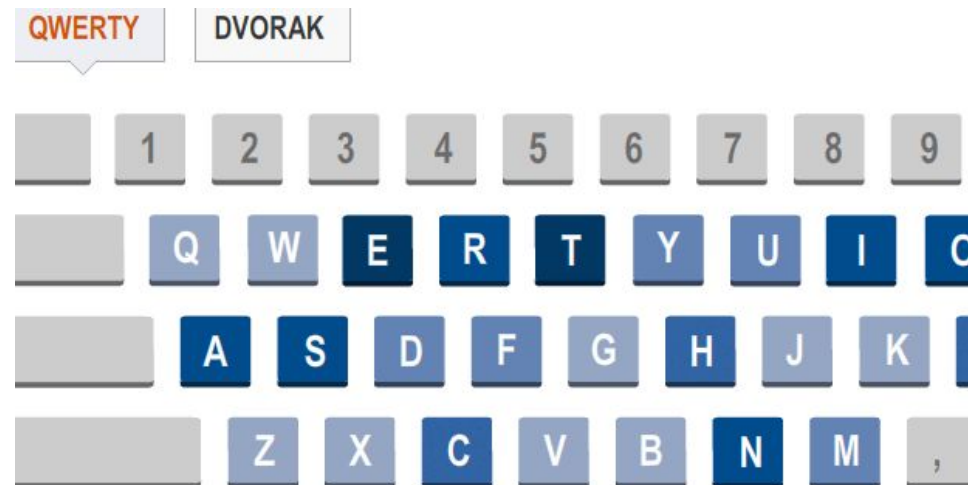 QWERTY DVORAK
1 2 3 4 5 6 7 8 9
Q W E R T Y U I
A S D F G H J K
Z X C V B N M ,